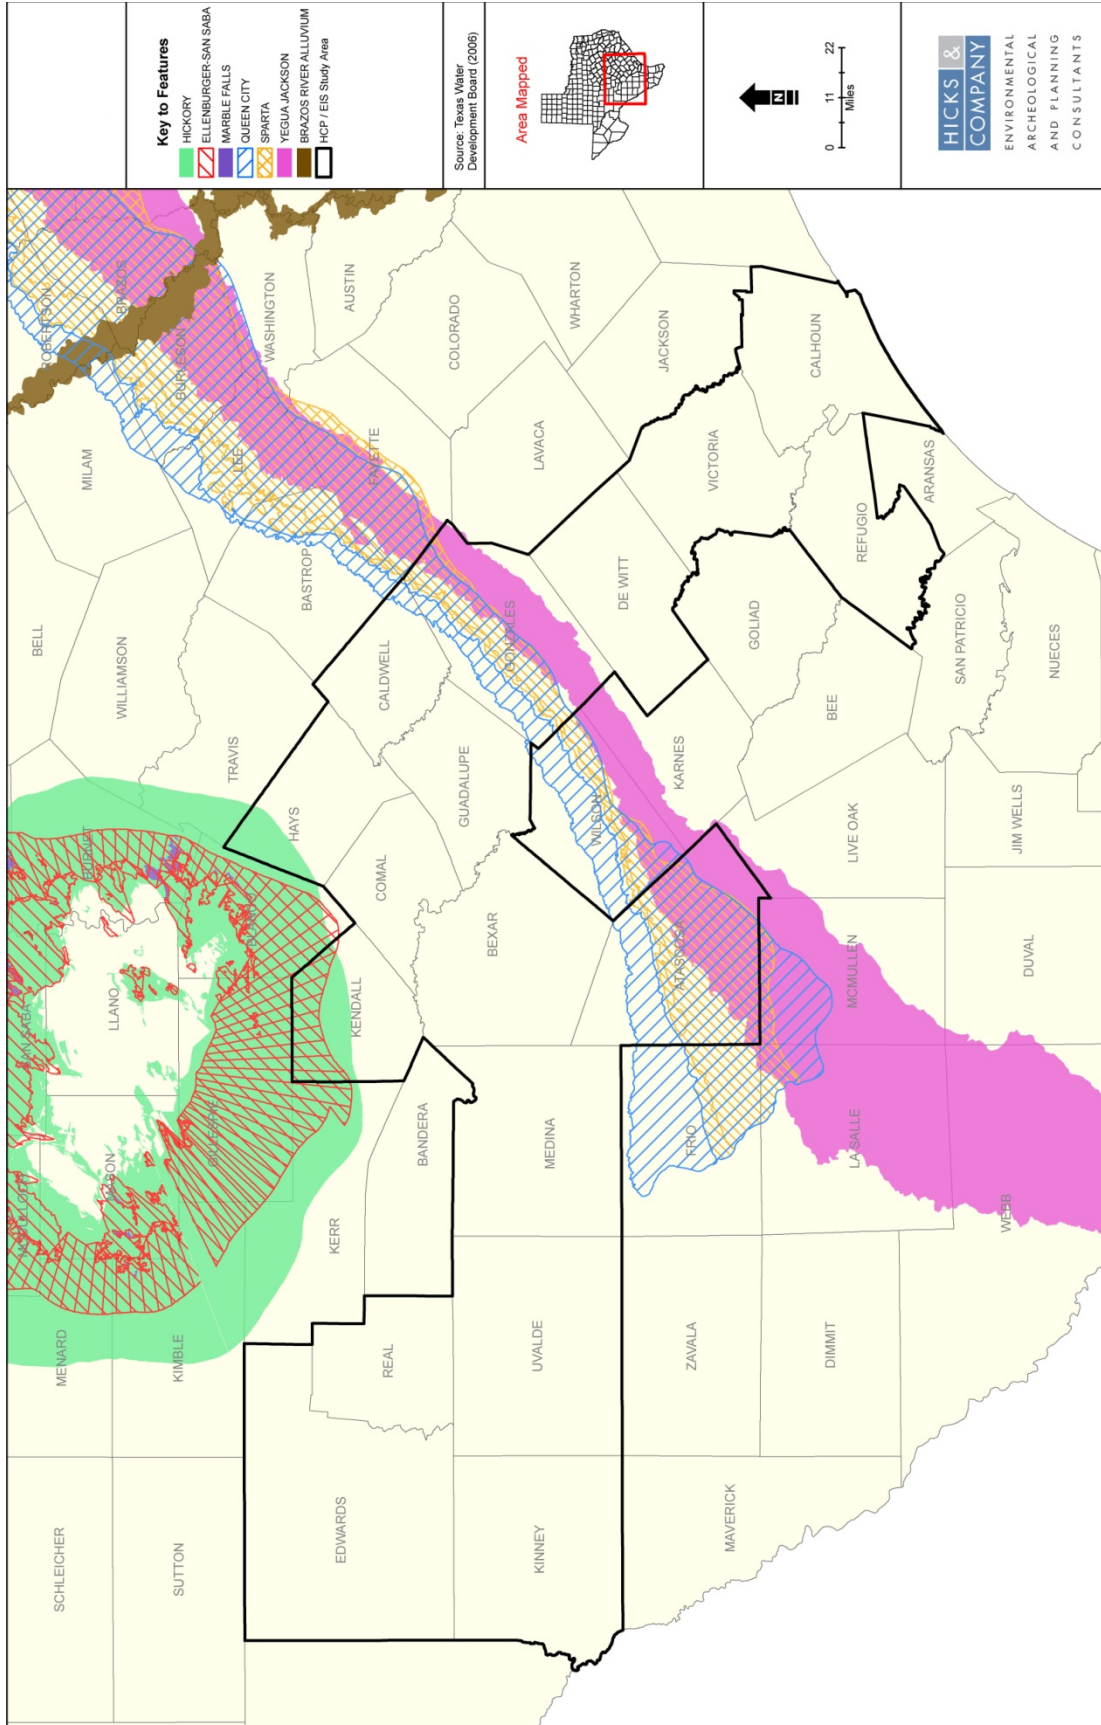 Key to Features
HICKORY
ELLENBURGER-SAN SABA
MARBLE FALLS
QUEEN CITY
SPARTA
YEGUA JACKSON
BRAZOS RIVER ALLUVIUM
HCP / EIS Study Area
Source: Texas Water
Development Board (2006)
Area Mapped
N
0 11 22
Miles
HICKS &
COMPANY
ENVIRONMENTAL
ARCHEOLOGICAL
AND PLANNING
CONSULTANTS
SCHLEICHER
MENARD
MCCULLOCH
SAN SABA
BELL
MILAM
ROBERTSON
BRAZOS
SUTTON
KIMBLE
MASON
LLANO
BURNET
WILLIAMSON
BURLESON
GILLESPIE
BLANCO
TRAVIS
LEE
WASHINGTON
EDWARDS
REAL
KERR
KENDALL
HAYS
BASTROP
FAYETTE
AUSTIN
BANDERA
COMAL
CALDWELL
COLORADO
KINNEY
UVALDE
MEDINA
BEXAR
GUADALUPE
GONZALES
LAVACA
WHARTON
WILSON
DE WITT
JACKSON
MAVERICK
ZAVALA
FRIO
ATASCOSA
KARNES
VICTORIA
GOLIAD
CALHOUN
DIMMIT
LA SALLE
MCMULLEN
LIVE OAK
BEE
REFUGIO
ARANSAS
WEBB
DUVAL
JIM WELLS
SAN PATRICIO
NUECES